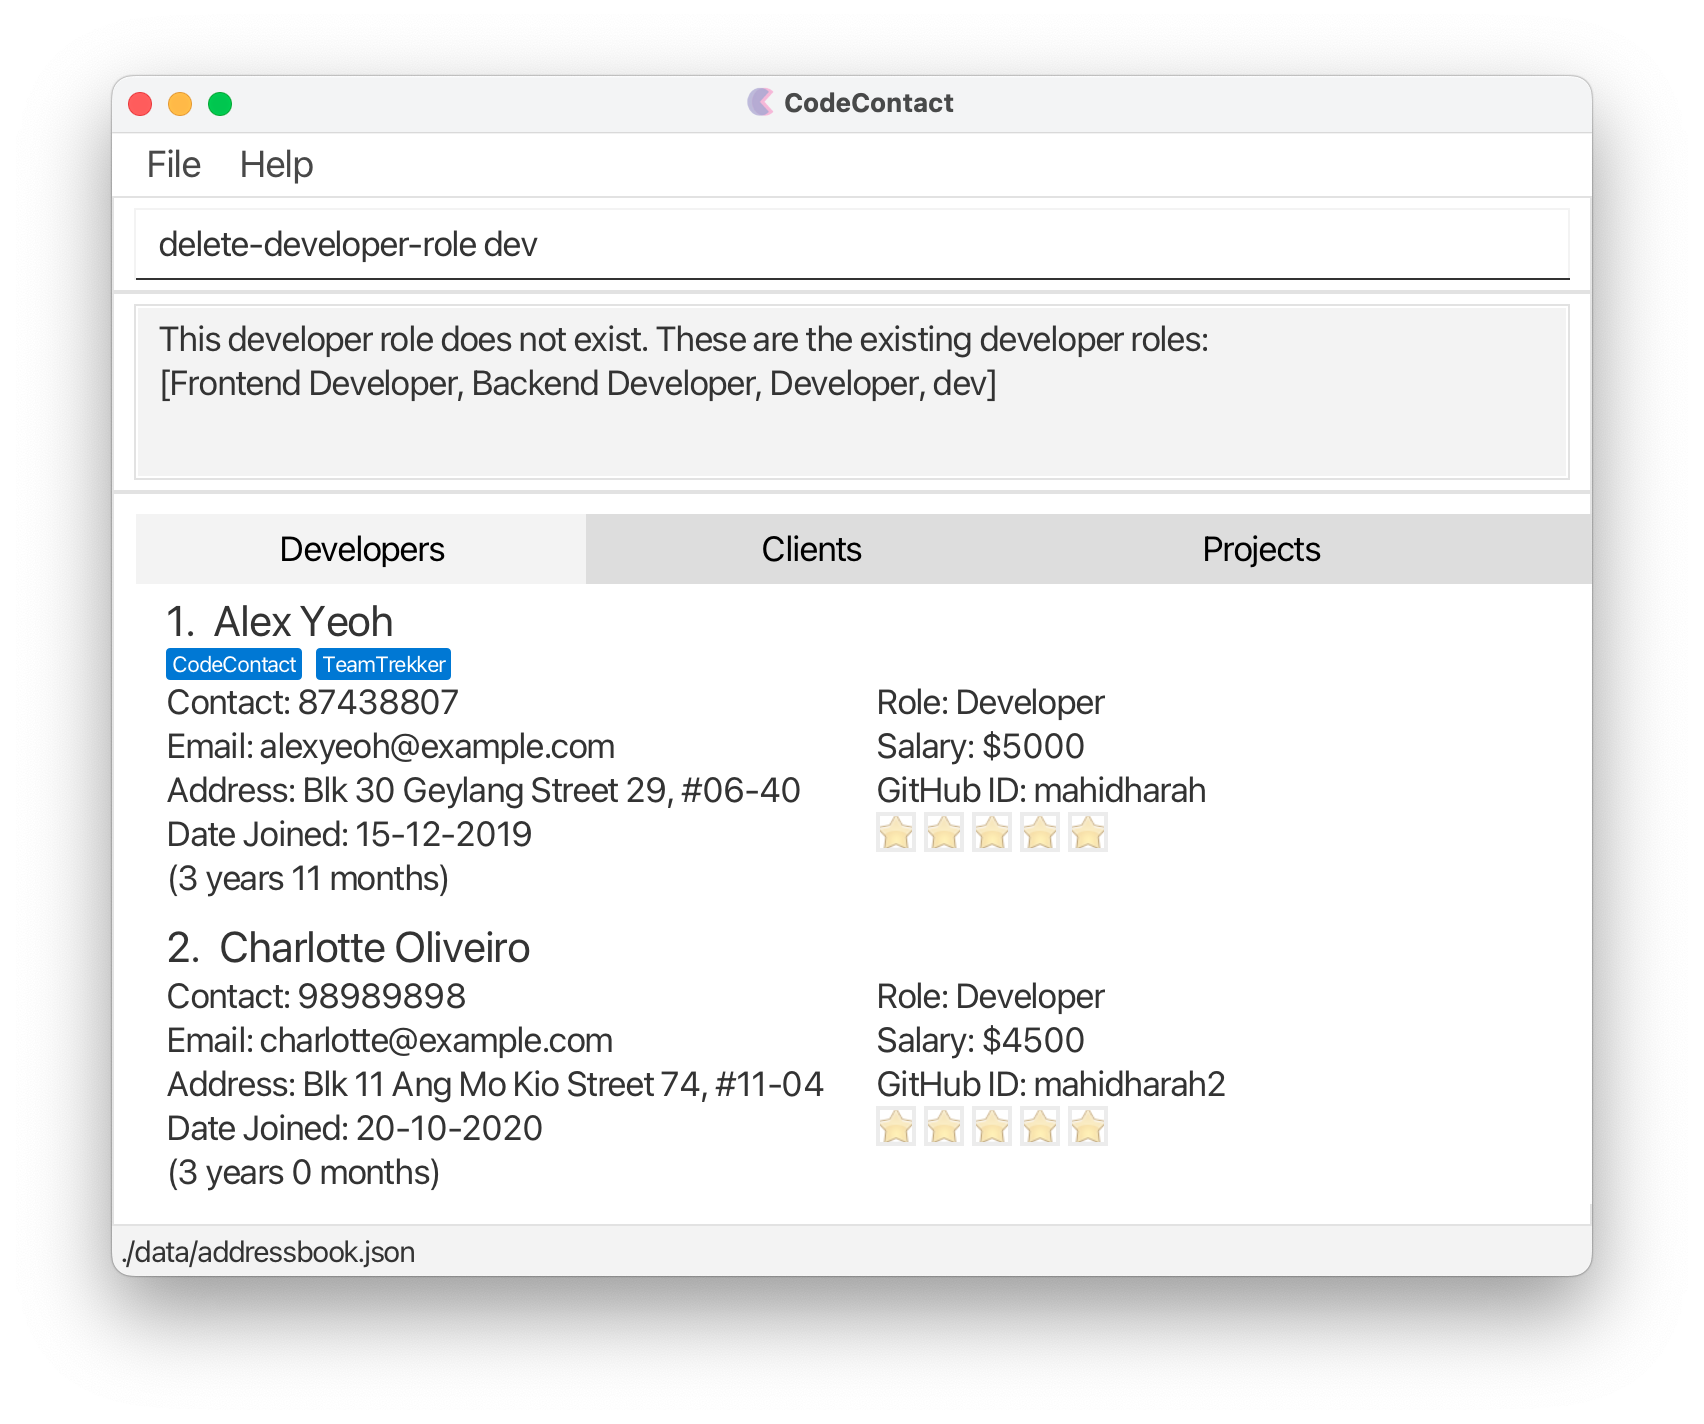 CodeContact
File Help
delete-developer-role dev
This developer role does not exist. These are the existing developer roles:
[Frontend Developer, Backend Developer, Developer, dev]
Developers Clients Projects
1. Alex Yeoh
CodeContact TeamTrekker
Contact: 87438807
Role: Developer
Email: alexyeoh@example.com
Salary: $5000
Address: Blk 30 Geylang Street 29, #06-40
GitHub ID: mahidharah
Date Joined: 15-12-2019
(3 years 11 months)
2. Charlotte Oliveiro
Contact: 98989898
Role: Developer
Email: charlotte@example.com
Salary: $4500
Address: Blk 11 Ang Mo Kio Street 74, #11-04
GitHub ID: mahidharah2
Date Joined: 20-10-2020
(3 years 0 months)
./data/addressbook.json